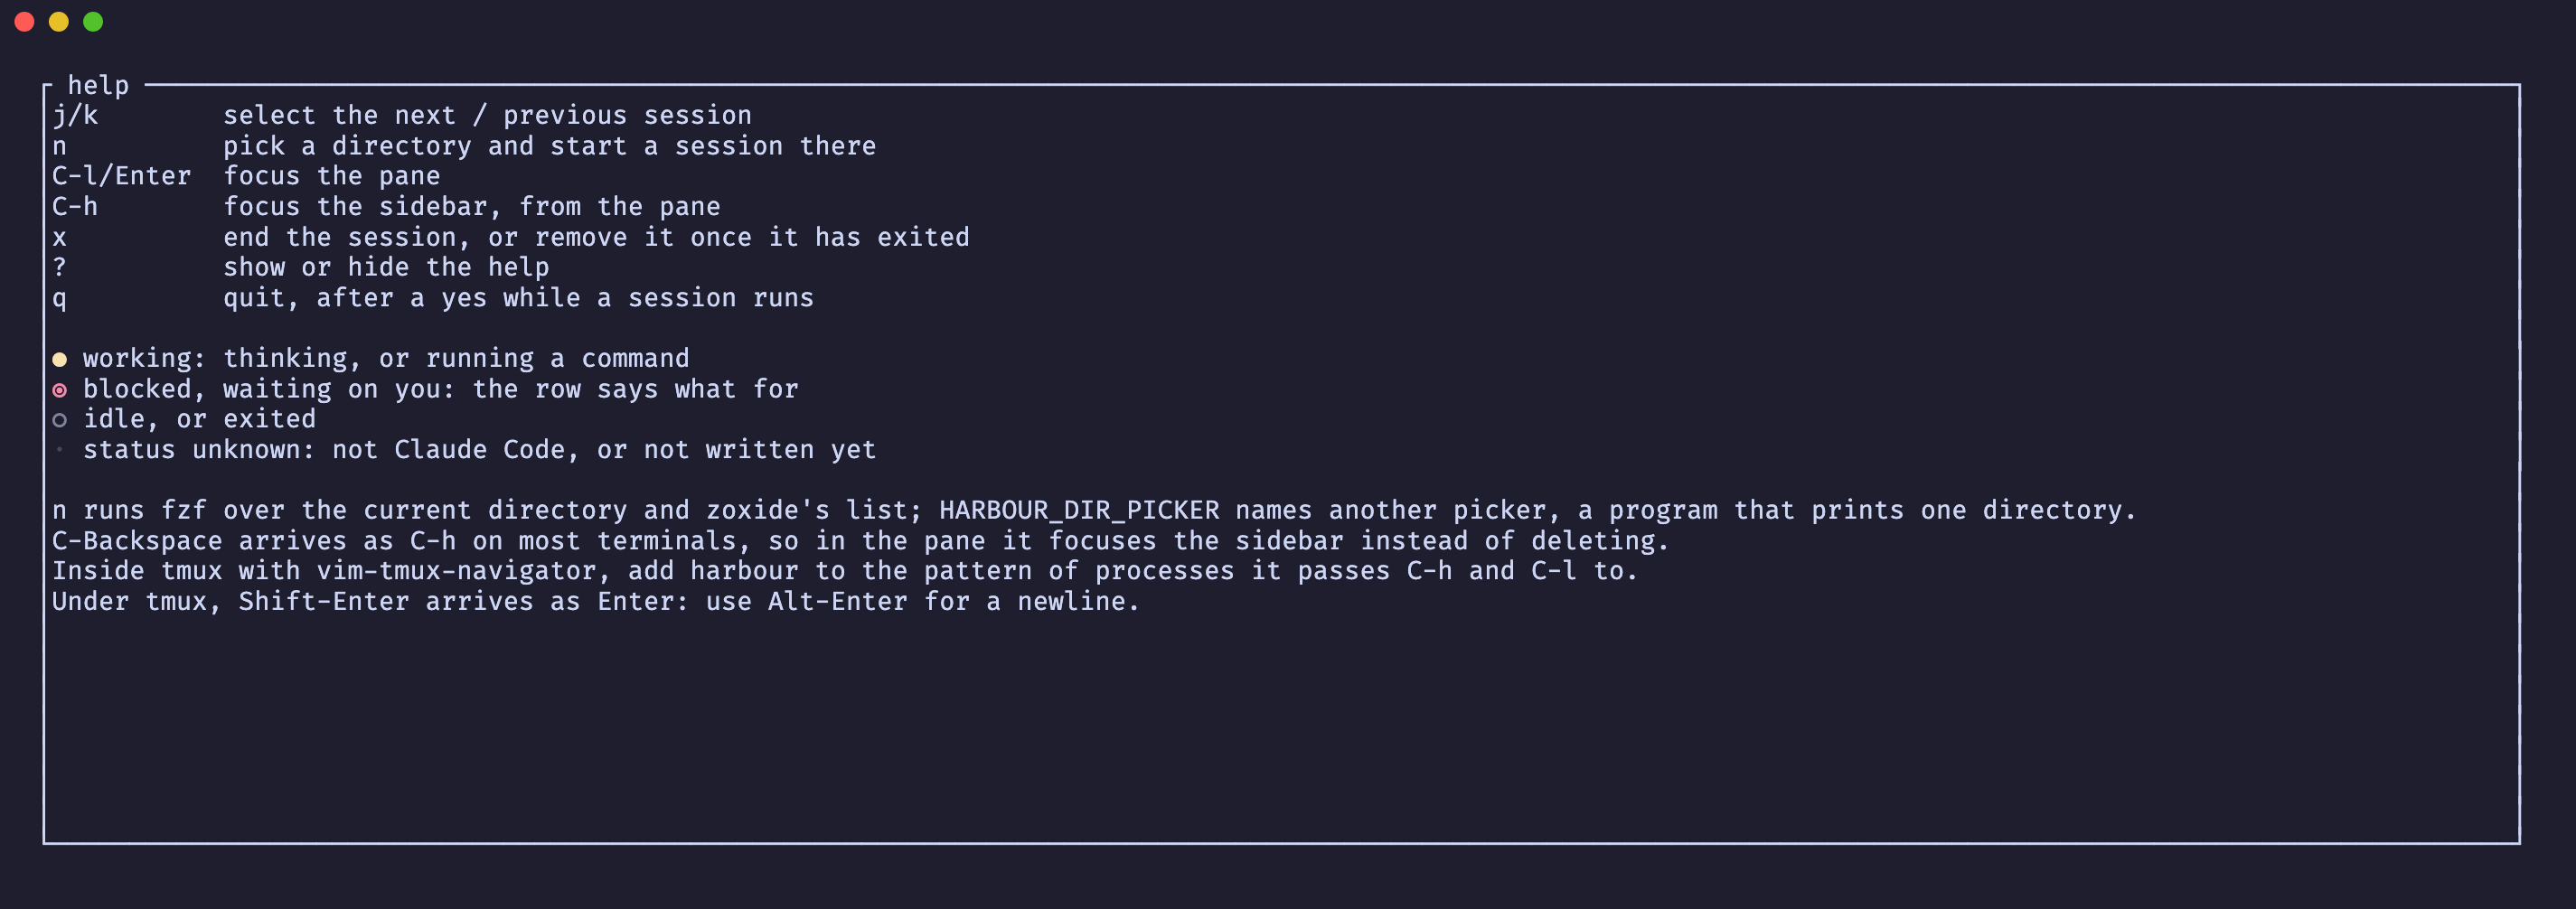 help
j/k select the next / previous session
n pick a directory and start a session there
C-l/Enter focus the pane
C-h focus the sidebar, from the pane
x end the session, or remove it once it has exited
? show or hide the help
q quit, after a yes while a session runs
● working: thinking, or running a command
◉ blocked, waiting on you: the row says what for
○ idle, or exited
· status unknown: not Claude Code, or not written yet
n runs fzf over the current directory and zoxide's list; HARBOUR_DIR_PICKER names another picker, a program that prints one directory.
C-Backspace arrives as C-h on most terminals, so in the pane it focuses the sidebar instead of deleting.
Inside tmux with vim-tmux-navigator, add harbour to the pattern of processes it passes C-h and C-l to.
Under tmux, Shift-Enter arrives as Enter: use Alt-Enter for a newline.